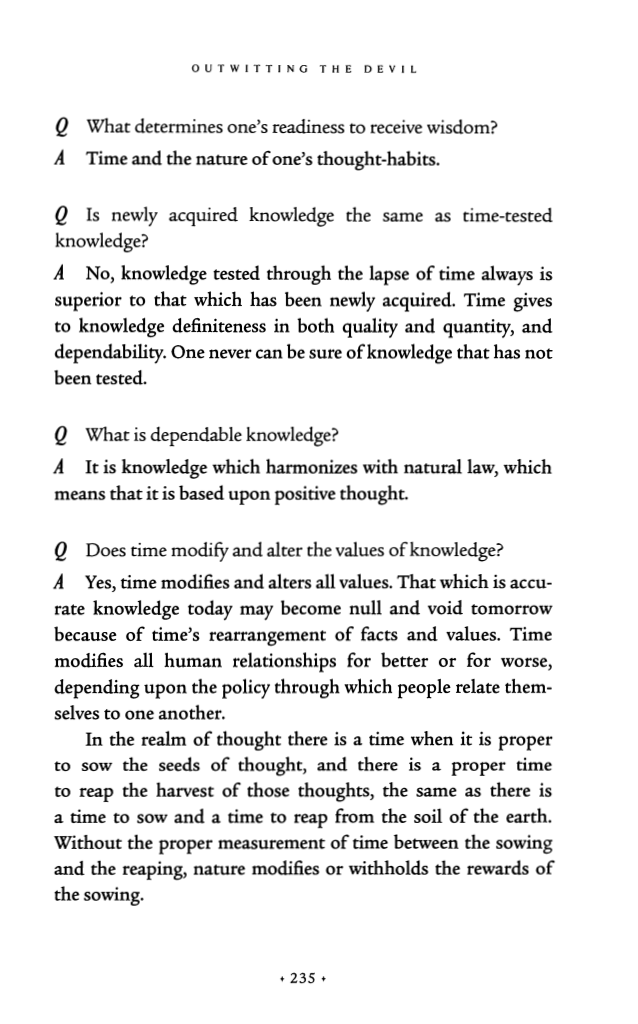 OUTWITTING THE DEVIL
Q What determines one's readiness to receive wisdom?
A Time and the nature of one's thought-habits.
Q Is newly acquired knowledge the same as time-tested
knowledge?
A No, knowledge tested through the lapse of time always is
superior to that which has been newly acquired. Time gives
to knowledge definiteness in both quality and quantity, and
dependability. One never can be sure of knowledge that has not
been tested.
Q What is dependable knowledge?
A It is knowledge which harmonizes with natural law, which
means that it is based upon positive thought.
Q Does time modify and alter the values of knowledge?
A Yes, time modifies and alters all values. That which is accu-
rate knowledge today may become null and void tomorrow
because of time's rearrangement of facts and values. Time
modifies all human relationships for better or for worse,
depending upon the policy through which people relate them-
selves to one another.
In the realm of thought there is a time when it is proper
to sow the seeds of thought, and there is a proper time
to reap the harvest of those thoughts, the same as there is
a time to sow and a time to reap from the soil of the earth.
Without the proper measurement of time between the sowing
and the reaping, nature modifies or withholds the rewards of
the sowing.
• 235 •